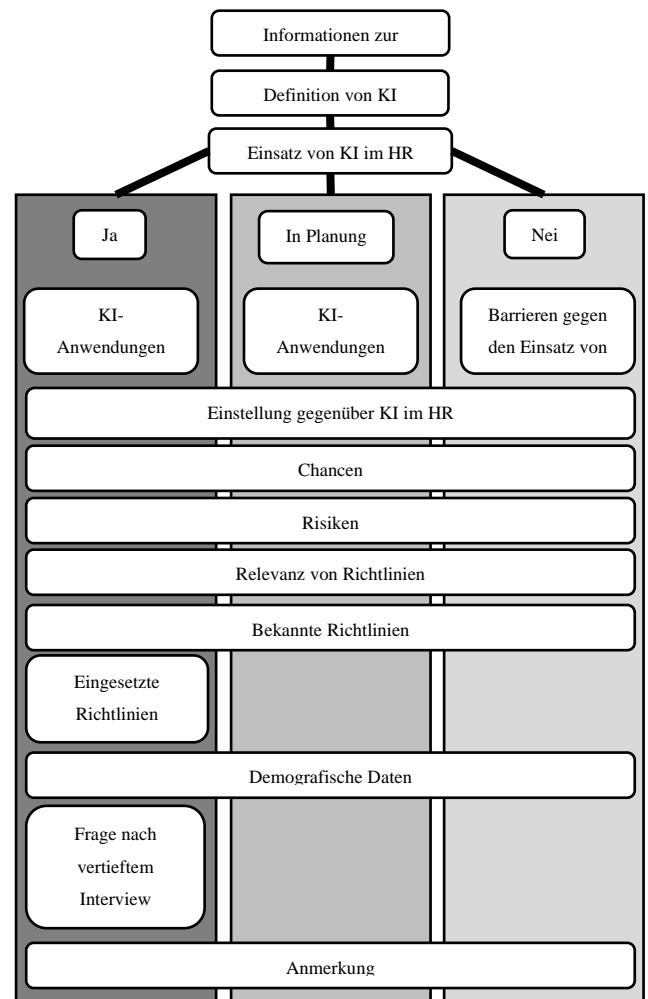 Informationen zur
Definition von KI
Einsatz von KI im HR
Ja
In Planung
Nei
KI-
Anwendungen
KI-
Anwendungen
Barrieren gegen
den Einsatz von
Einstellung gegenüber KI im HR
Chancen
Risiken
Relevanz von Richtlinien
Bekannte Richtlinien
Eingesetzte
Richtlinien
Demografische Daten
Frage nach
vertieftem
Interview
Anmerkung